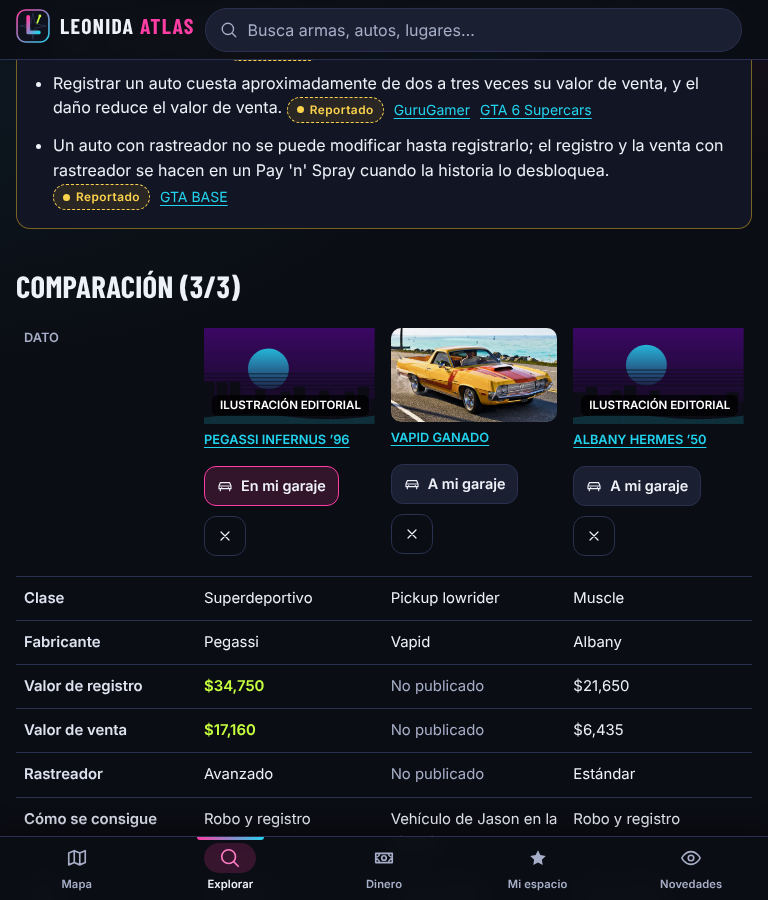 LEONIDA ATLAS
Busca armas, autos, lugares...
Registrar un auto cuesta aproximadamente de dos a tres veces su valor de venta, y el
daño reduce el valor de venta. Reportado GuruGamer GTA 6 Supercars
Un auto con rastreador no se puede modificar hasta registrarlo; el registro y la venta con
rastreador se hacen en un Pay 'n' Spray cuando la historia lo desbloquea.
Reportado GTA BASE
COMPARACIÓN (3/3)
DATO
ILUSTRACIÓN EDITORIAL ILUSTRACIÓN EDITORIAL
PEGASSI INFERNUS ’96 VAPID GANADO ALBANY HERMES ’50
En mi garaje A mi garaje A mi garaje
Clase Superdeportivo Pickup lowrider Muscle
Fabricante Pegassi Vapid Albany
Valor de registro $34,750 No publicado $21,650
Valor de venta $17,160 No publicado $6,435
Rastreador Avanzado No publicado Estándar
Cómo se consigue Robo y registro Vehículo de Jason en la Robo y registro
Mapa Explorar Dinero Mi espacio Novedades